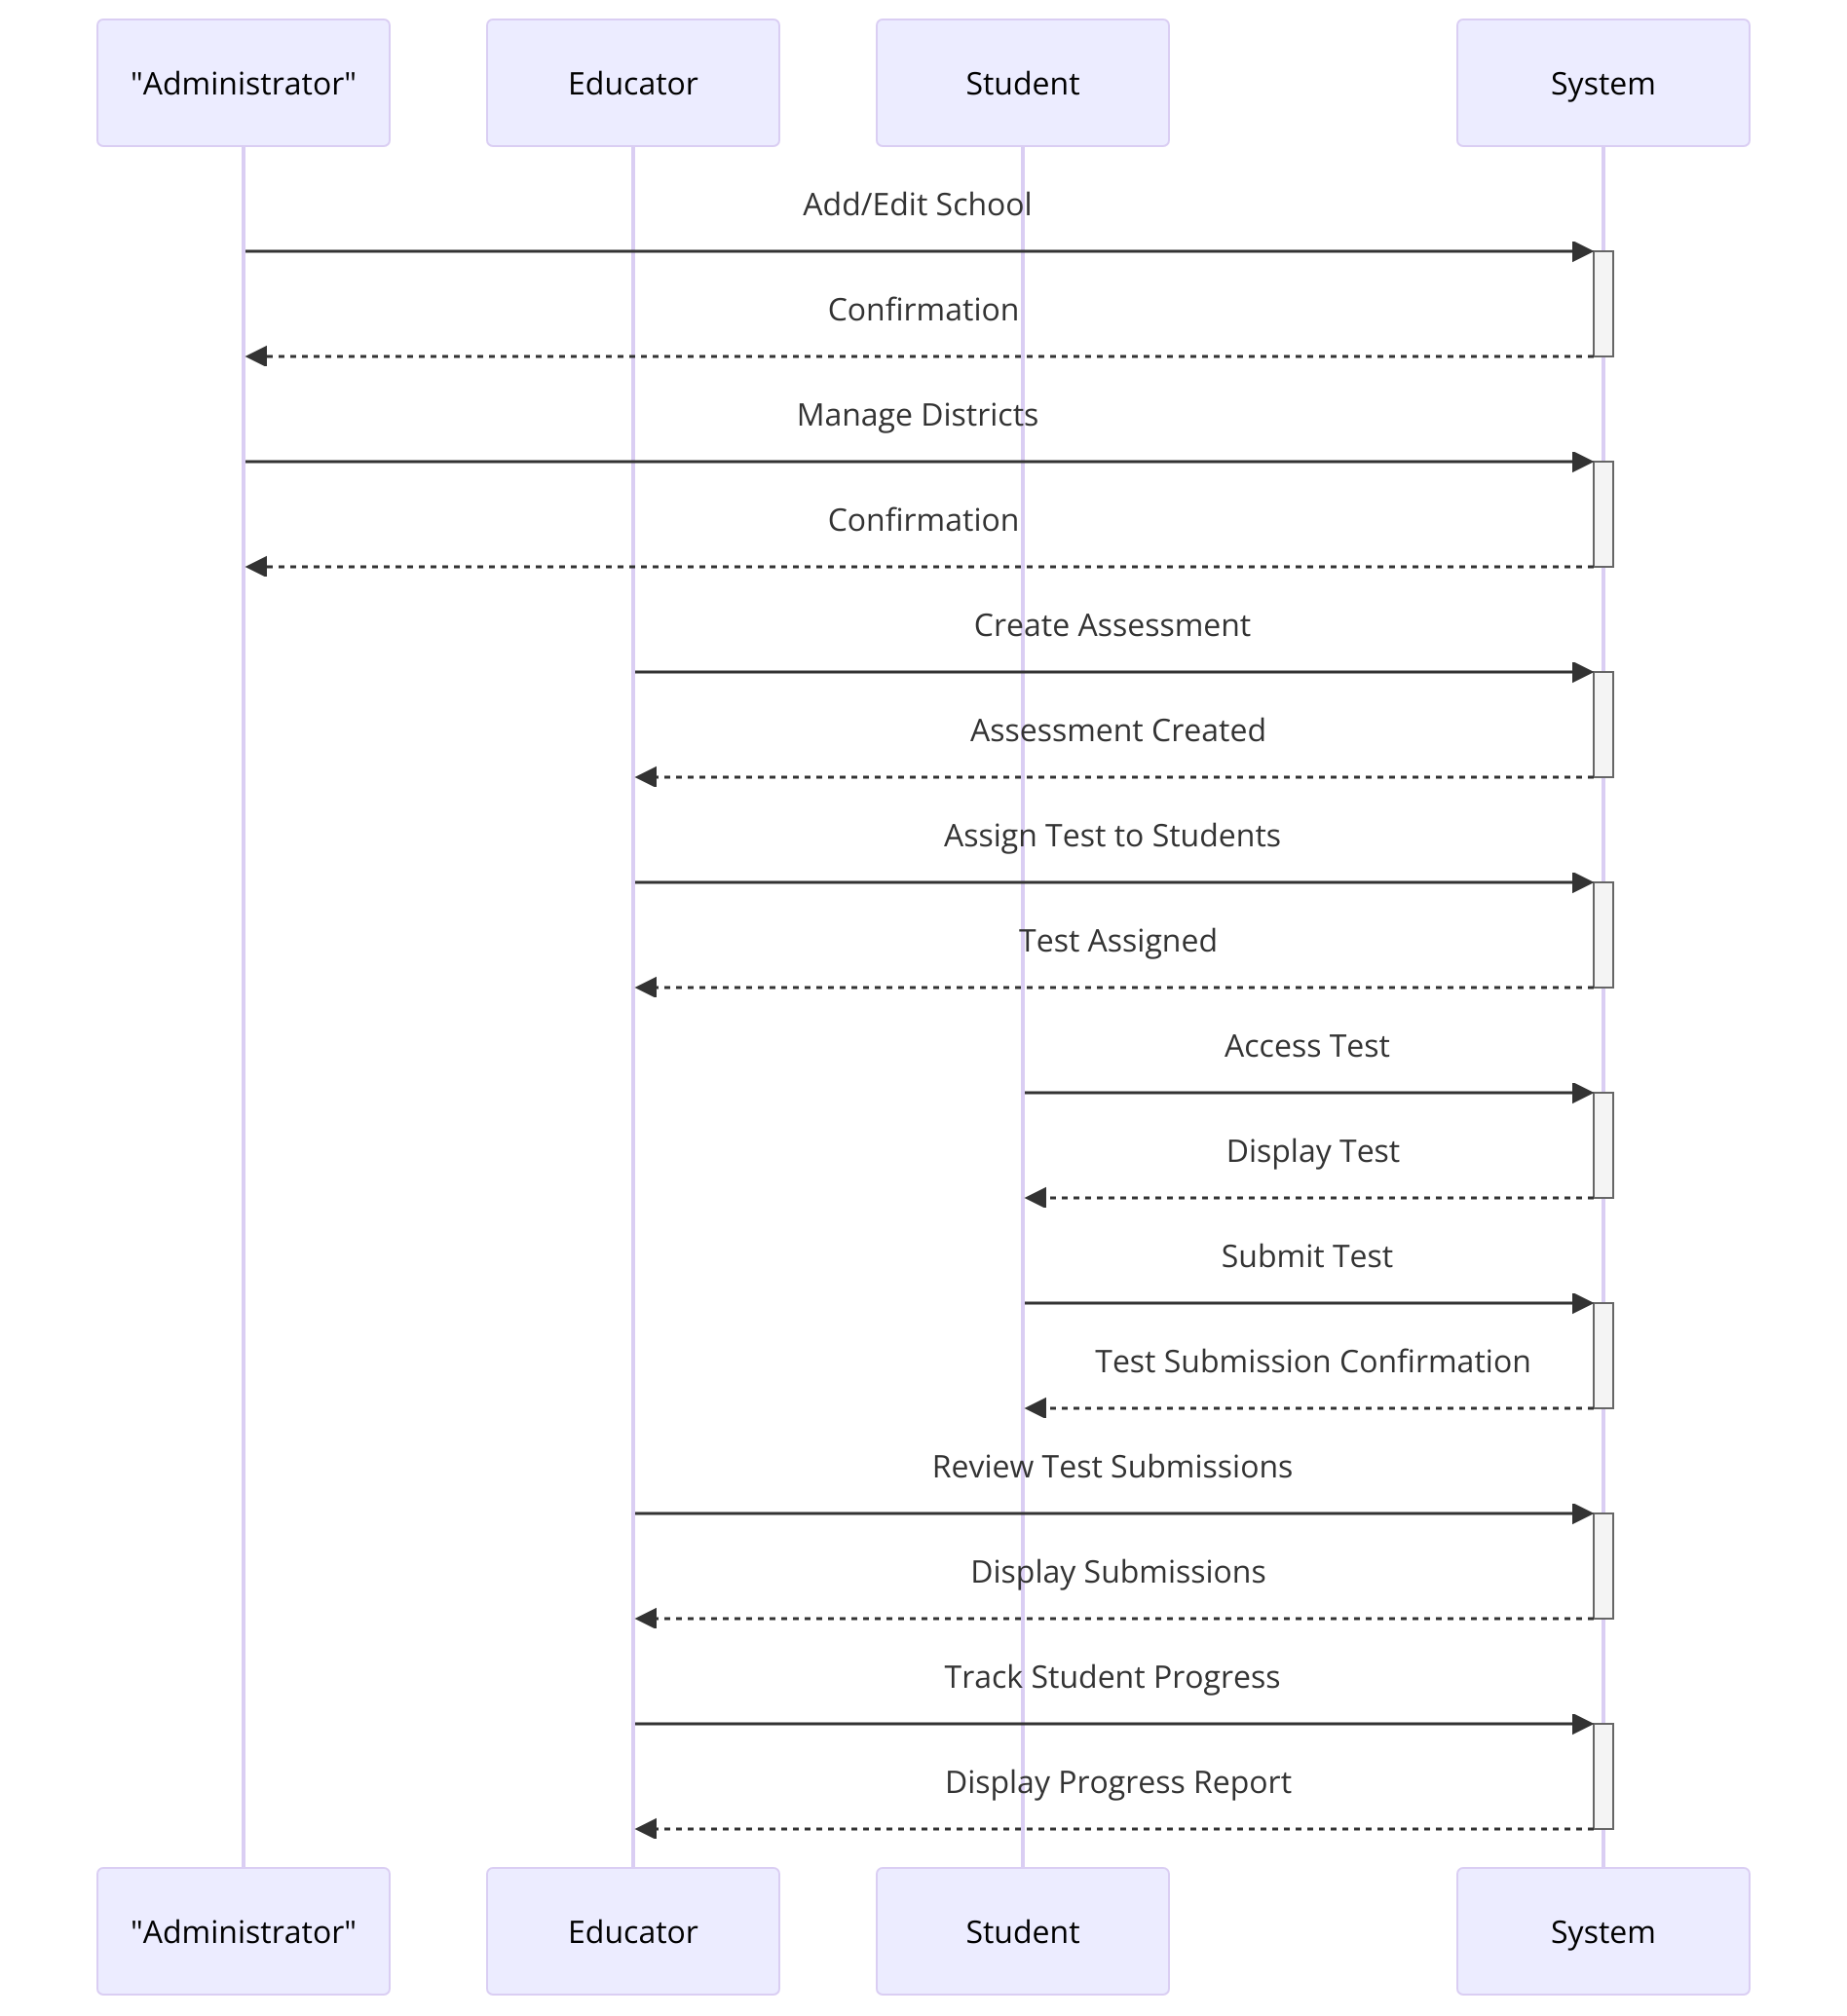 "Administrator"
Educator
Student
System
Add/Edit School
Confirmation
Manage Districts
Confirmation
Create Assessment
Assessment Created
Assign Test to Students
Test Assigned
Access Test
Display Test
Submit Test
Test Submission Confirmation
Review Test Submissions
Display Submissions
Track Student Progress
Display Progress Report
"Administrator"
Educator
Student
System